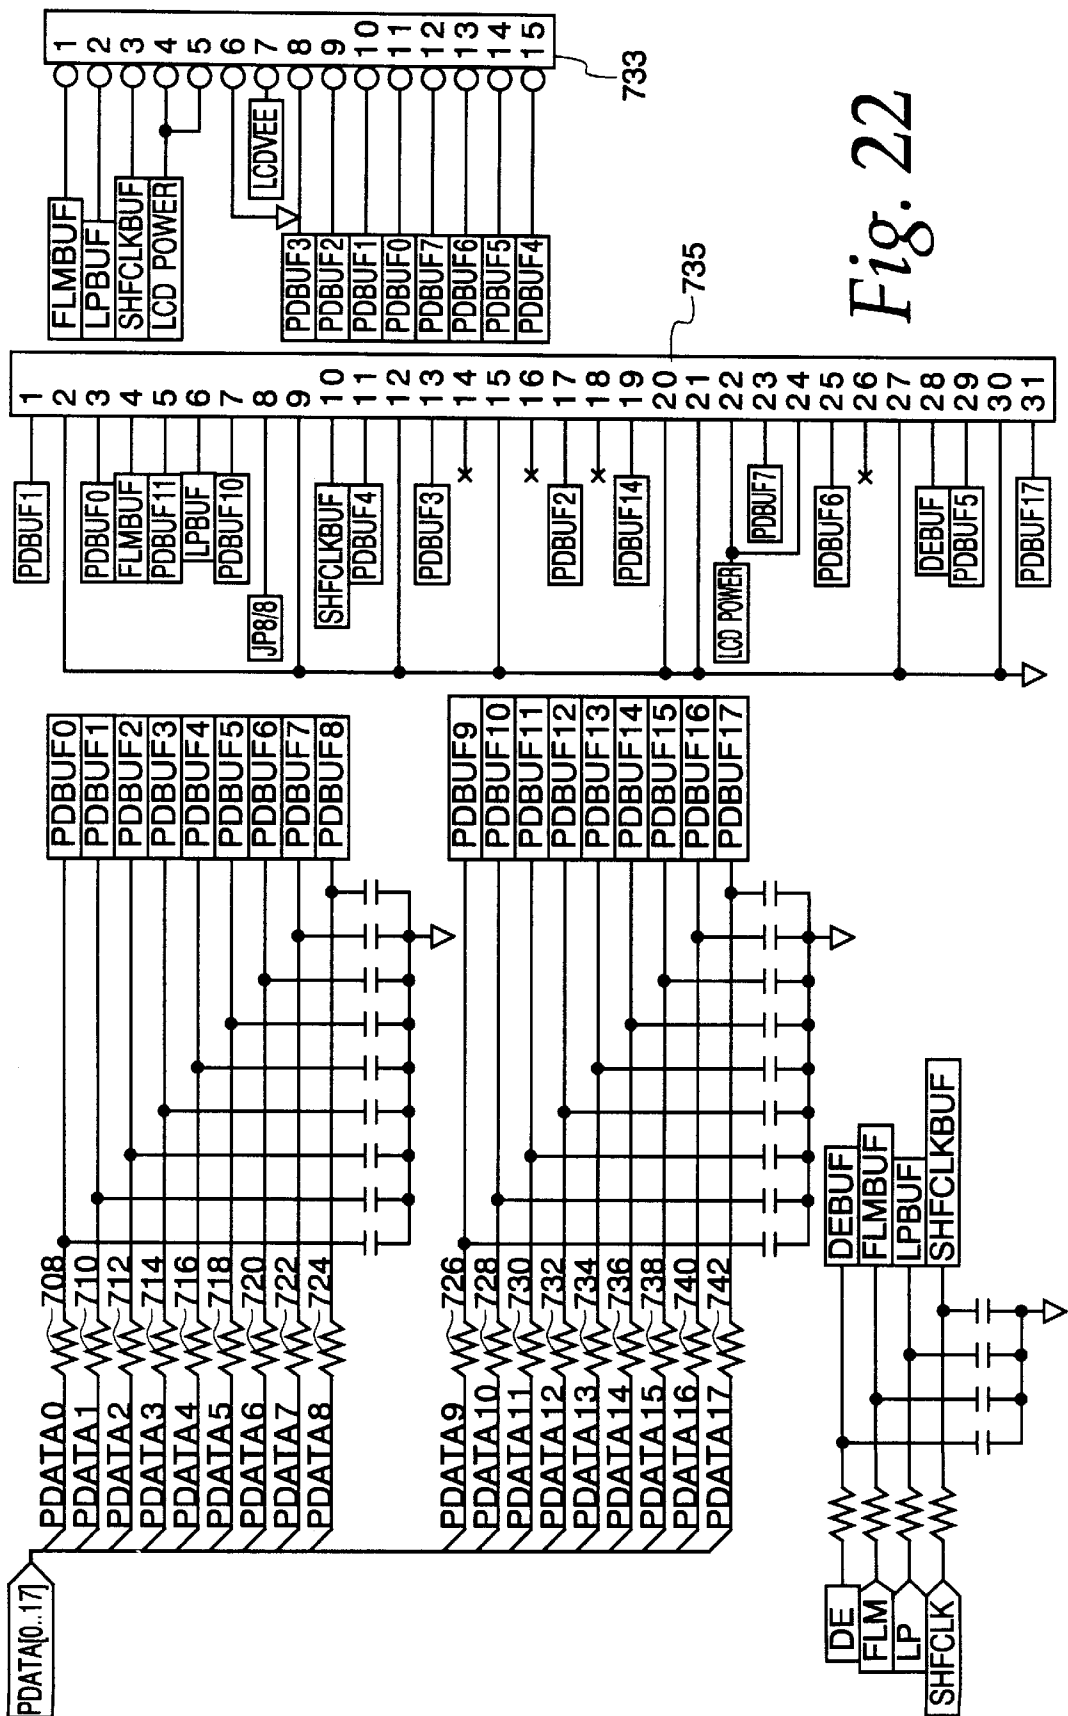 PDATA[0..17]
PDATA0 708 PDBUF0
PDATA1 710 PDBUF1
PDATA2 712 PDBUF2
PDATA3 714 PDBUF3
PDATA4 716 PDBUF4
PDATA5 718 PDBUF5
PDATA6 720 PDBUF6
PDATA7 722 PDBUF7
PDATA8 724 PDBUF8
PDATA9 726 PDBUF9
PDATA10 728 PDBUF10
PDATA11 730 PDBUF11
PDATA12 732 PDBUF12
PDATA13 734 PDBUF13
PDATA14 736 PDBUF14
PDATA15 738 PDBUF15
PDATA16 740 PDBUF16
PDATA17 742 PDBUF17
DE DEBUF
FLM FLMBUF
LP LPBUF
SHFCLK SHFCLKBUF
PDBUF1 1
2
PDBUF0 3
FLMBUF 4
PDBUF11 5
LPBUF 6
PDBUF10 7
JP8/8 8
9
SHFCLKBUF 10
PDBUF4 11
12
PDBUF3 13
14
15
16
PDBUF2 17
18
PDBUF14 19
20
21
LCD POWER 22
PDBUF7 23
24
PDBUF6 25
26
27
DEBUF 28
PDBUF5 29
30
PDBUF17 31
735
FLMBUF 1
LPBUF 2
SHFCLKBUF 3
LCD POWER 4
5
6
LCDVEE 7
PDBUF3 8
PDBUF2 9
PDBUF1 10
PDBUF0 11
PDBUF7 12
PDBUF6 13
PDBUF5 14
PDBUF4 15
733
Fig. 22